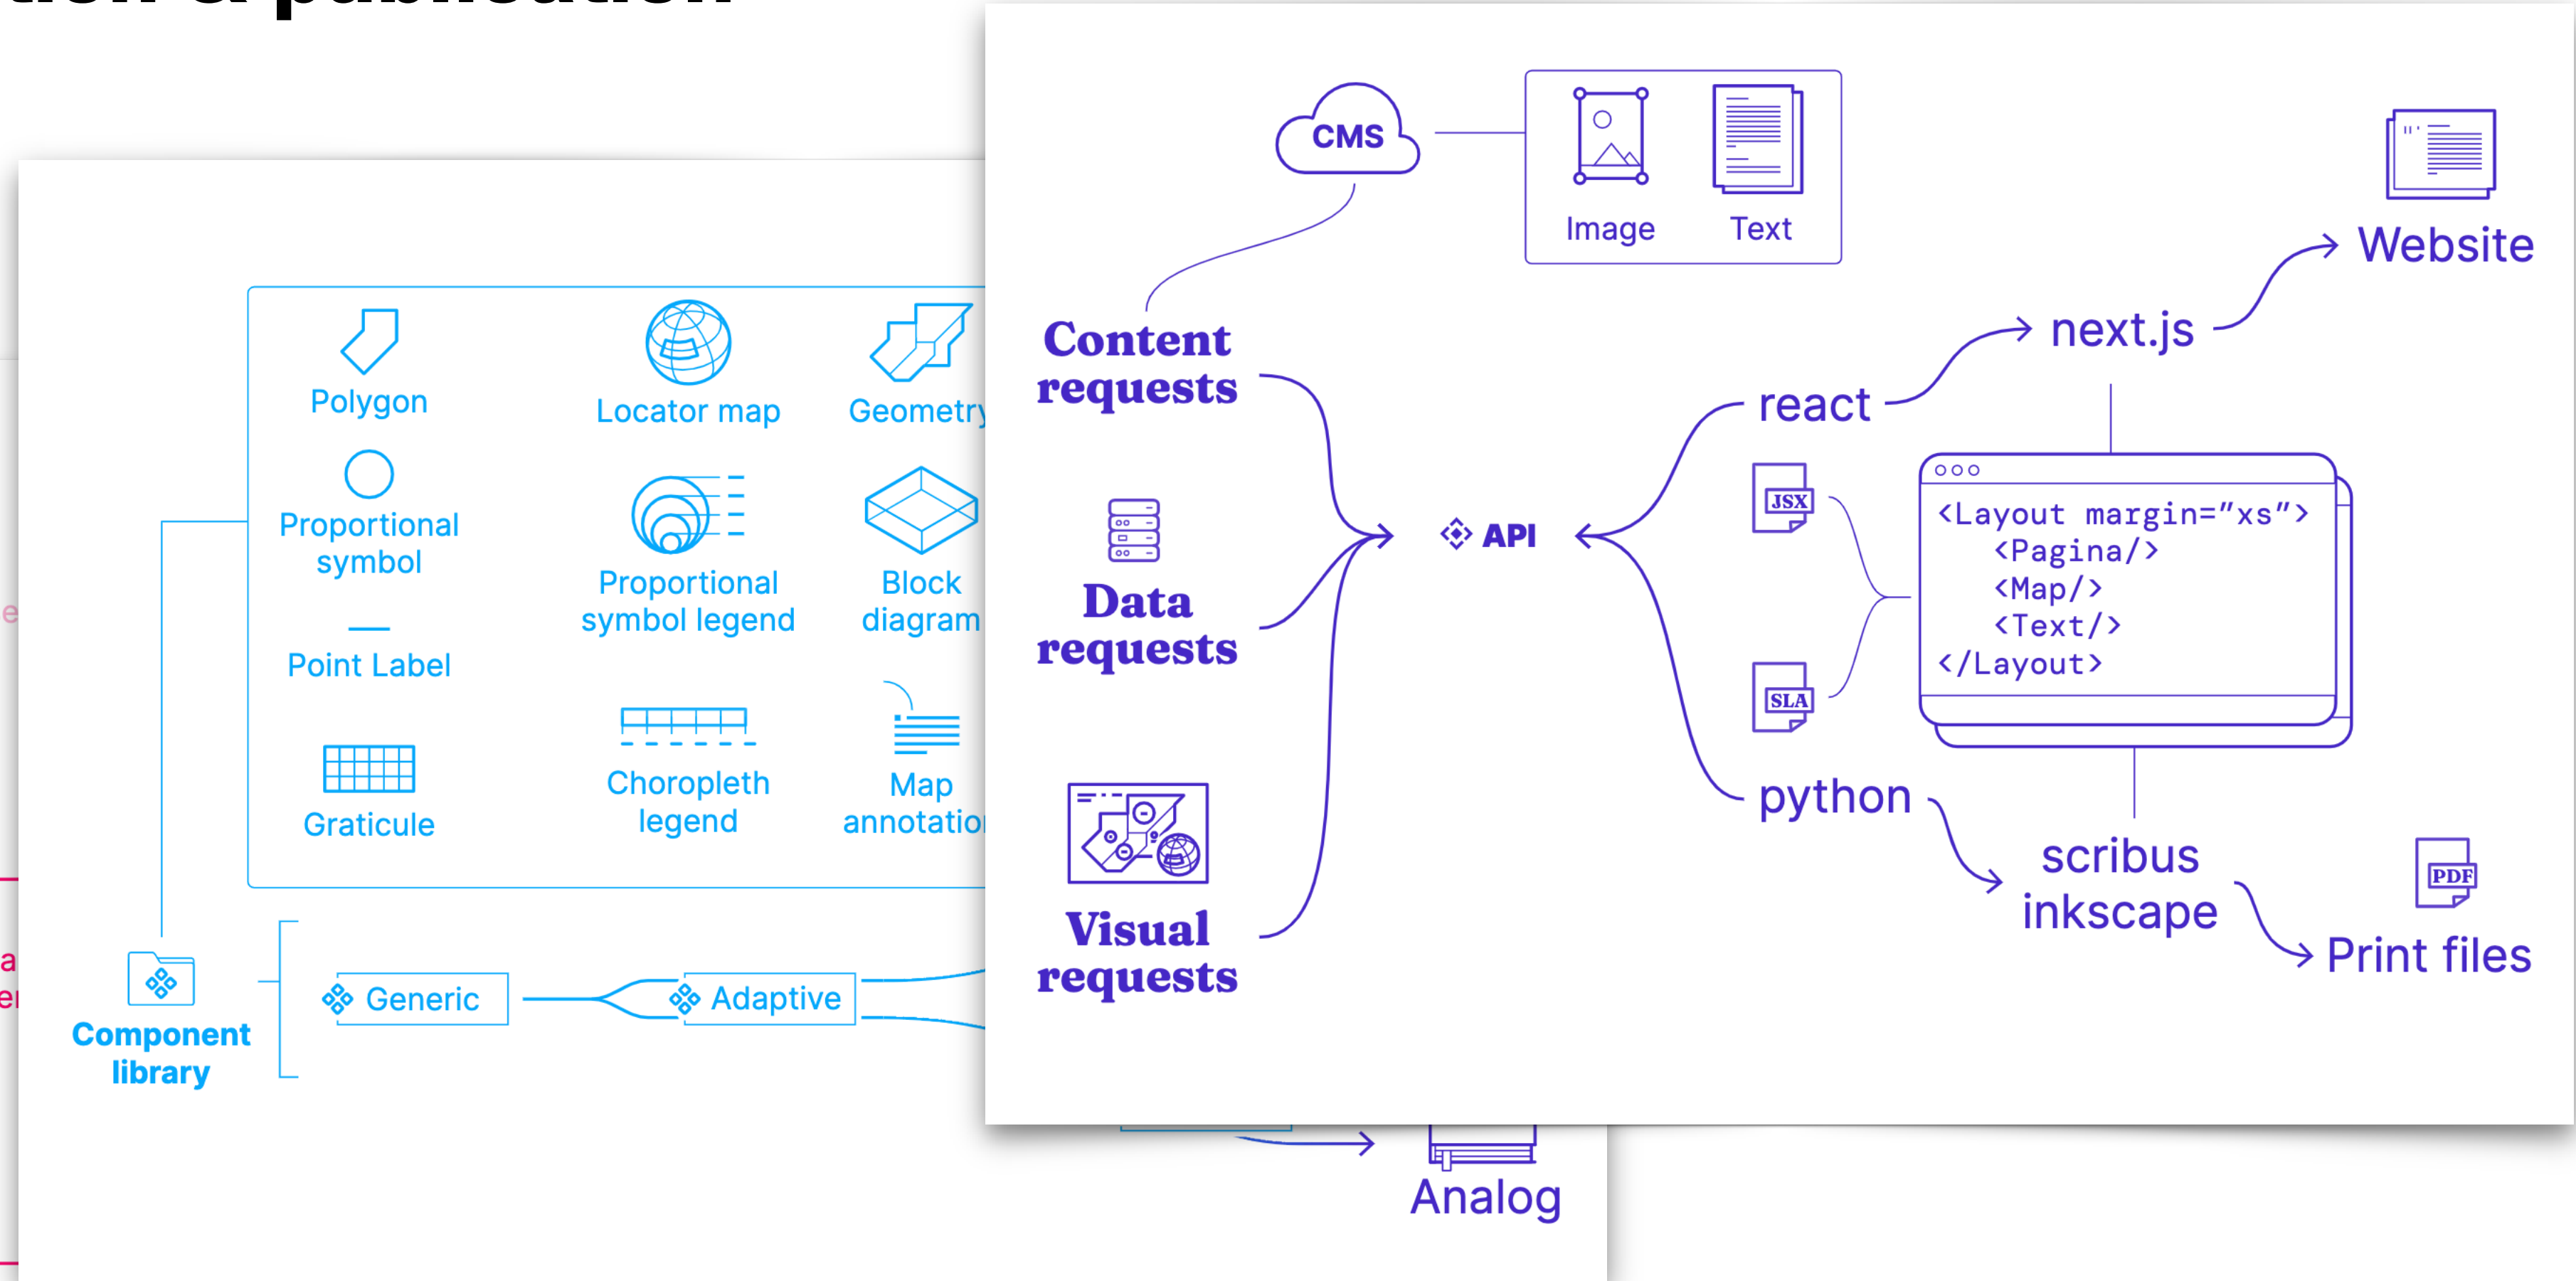 & publication
Polygon
Locator map
Geometry
Proportional
symbol
Proportional
symbol legend
Block
diagram
Point Label
Choropleth
legend
Map
Graticule
Component
library
Generic
Adaptive
Analog
CMS
Image
Text
Content
requests
Data
requests
Visual
requests
API
react
next.js
Website
JSX
SLA
<Layout margin="xs">
<Pagina/>
<Map/>
<Text/>
</Layout>
python
scribus
inkscape
PDF
Print files